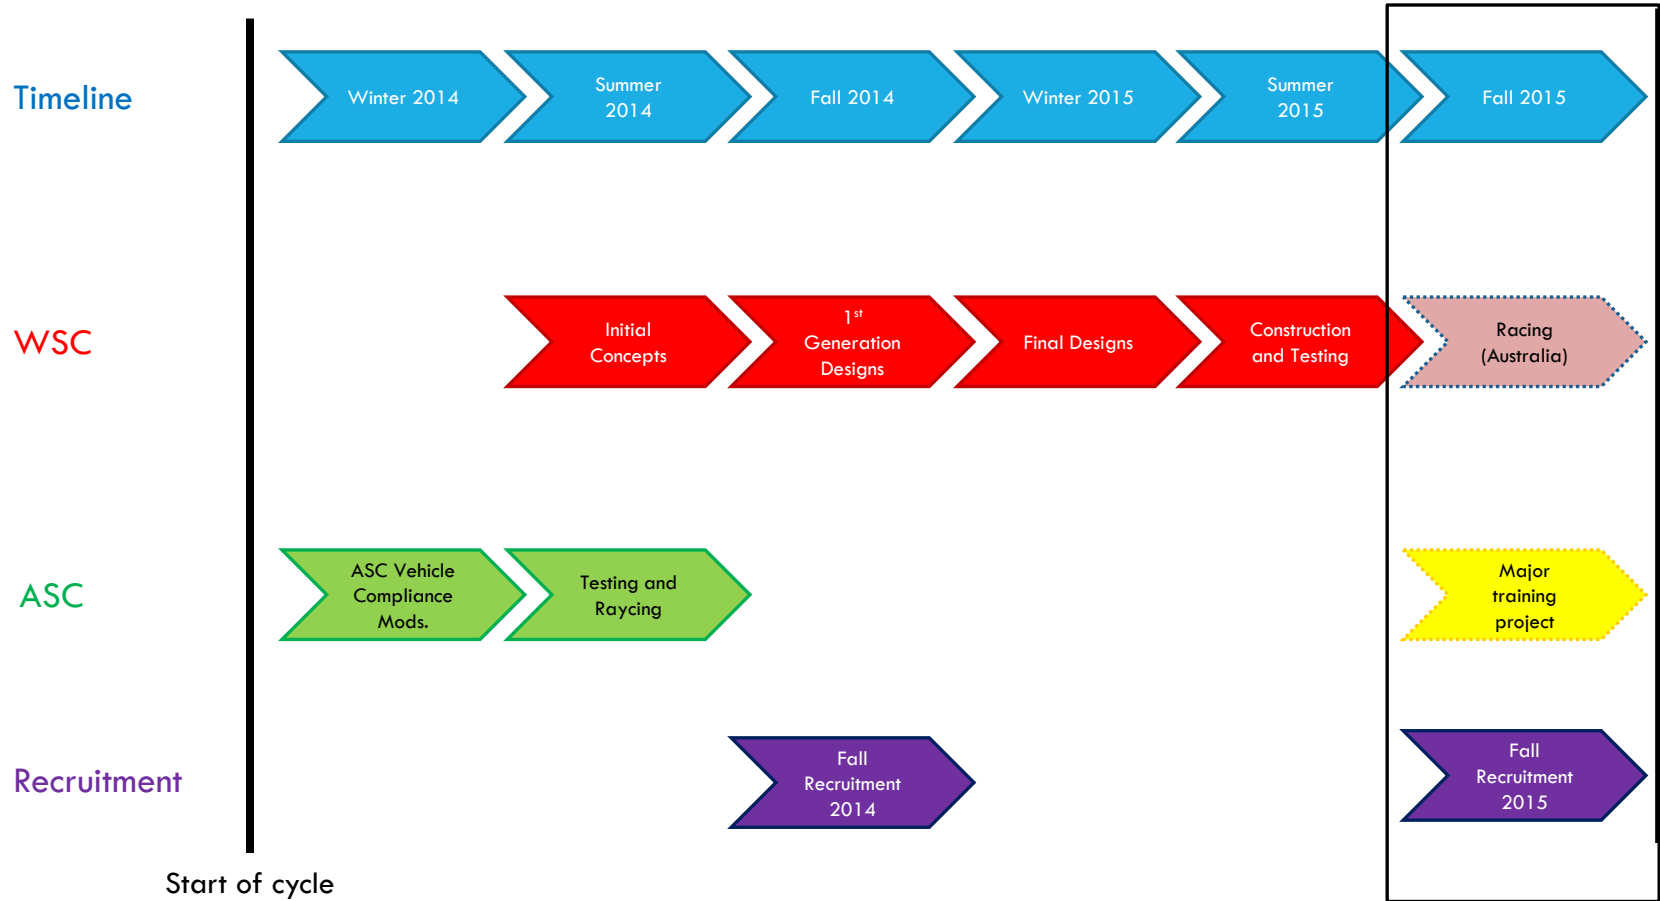 Timeline
Winter 2014
Summer
2014
Fall 2014
Winter 2015
Summer
2015
Fall 2015
WSC
Initial
Concepts
1st
Generation
Designs
Final Designs
Construction
and Testing
Racing
(Australia)
ASC
ASC Vehicle
Compliance
Mods.
Testing and
Raycing
Major
training
project
Recruitment
Fall
Recruitment
2014
Fall
Recruitment
2015
Start of cycle